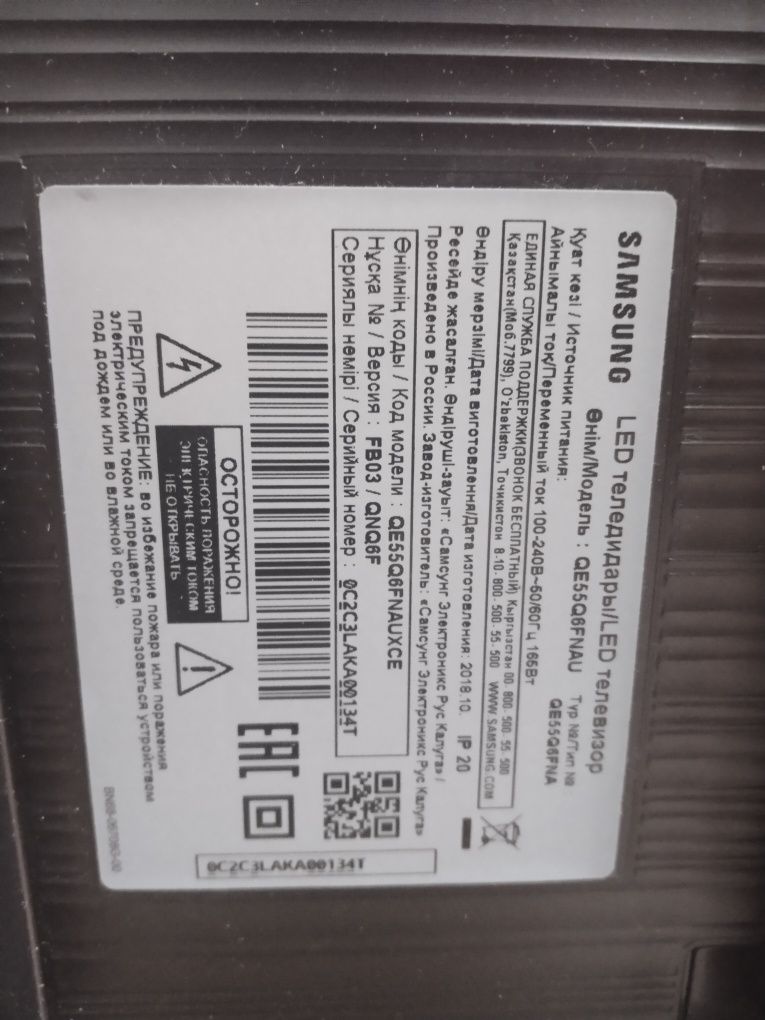 SAMSUNG LED теледидары/LED телевизор
Өнім/Модель : QE55Q6FNAU Typ №/Тип №
QE55Q6FNA
Қуат көзі / Источник питания:
Айнымалы ток/Переменный ток 100-240В~50/60Гц 165Вт
ЕДИНАЯ СЛУЖБА ПОДДЕРЖКИ(ЗВОНОК БЕСПЛАТНЫЙ) Кыргызстан 00-800-500-55-500
Қазақстан(Моб.7799), O'zbekiston, Точикистон 8-10-800-500-55-500 WWW.SAMSUNG.COM
Өндіру мерзімі/Дата виготовлення/Дата изготовления: 2018.10. IP 20
Ресейде жасалған. Өндіруші-зауыт: «Самсунг Электроникс Рус Калуга» /
Произведено в России. Завод-изготовитель: «Самсунг Электроникс Рус Калуга»
Өнімнің коды / Код модели : QE55Q6FNAUXCE
Нұсқа № / Версия : FB03 / QNQ6F
Сериялы нөмірі / Серийный номер : 0C2C3LAKA00134T
EAC
0C2C3LAKA00134T
ОСТОРОЖНО!
ОПАСНОСТЬ ПОРАЖЕНИЯ
ЭЛЕКТРИЧЕСКИМ ТОКОМ
НЕ ОТКРЫВАТЬ
ПРЕДУПРЕЖДЕНИЕ: во избежание пожара или поражения
электрическим током запрещается пользоваться устройством
под дождем или во влажной среде.